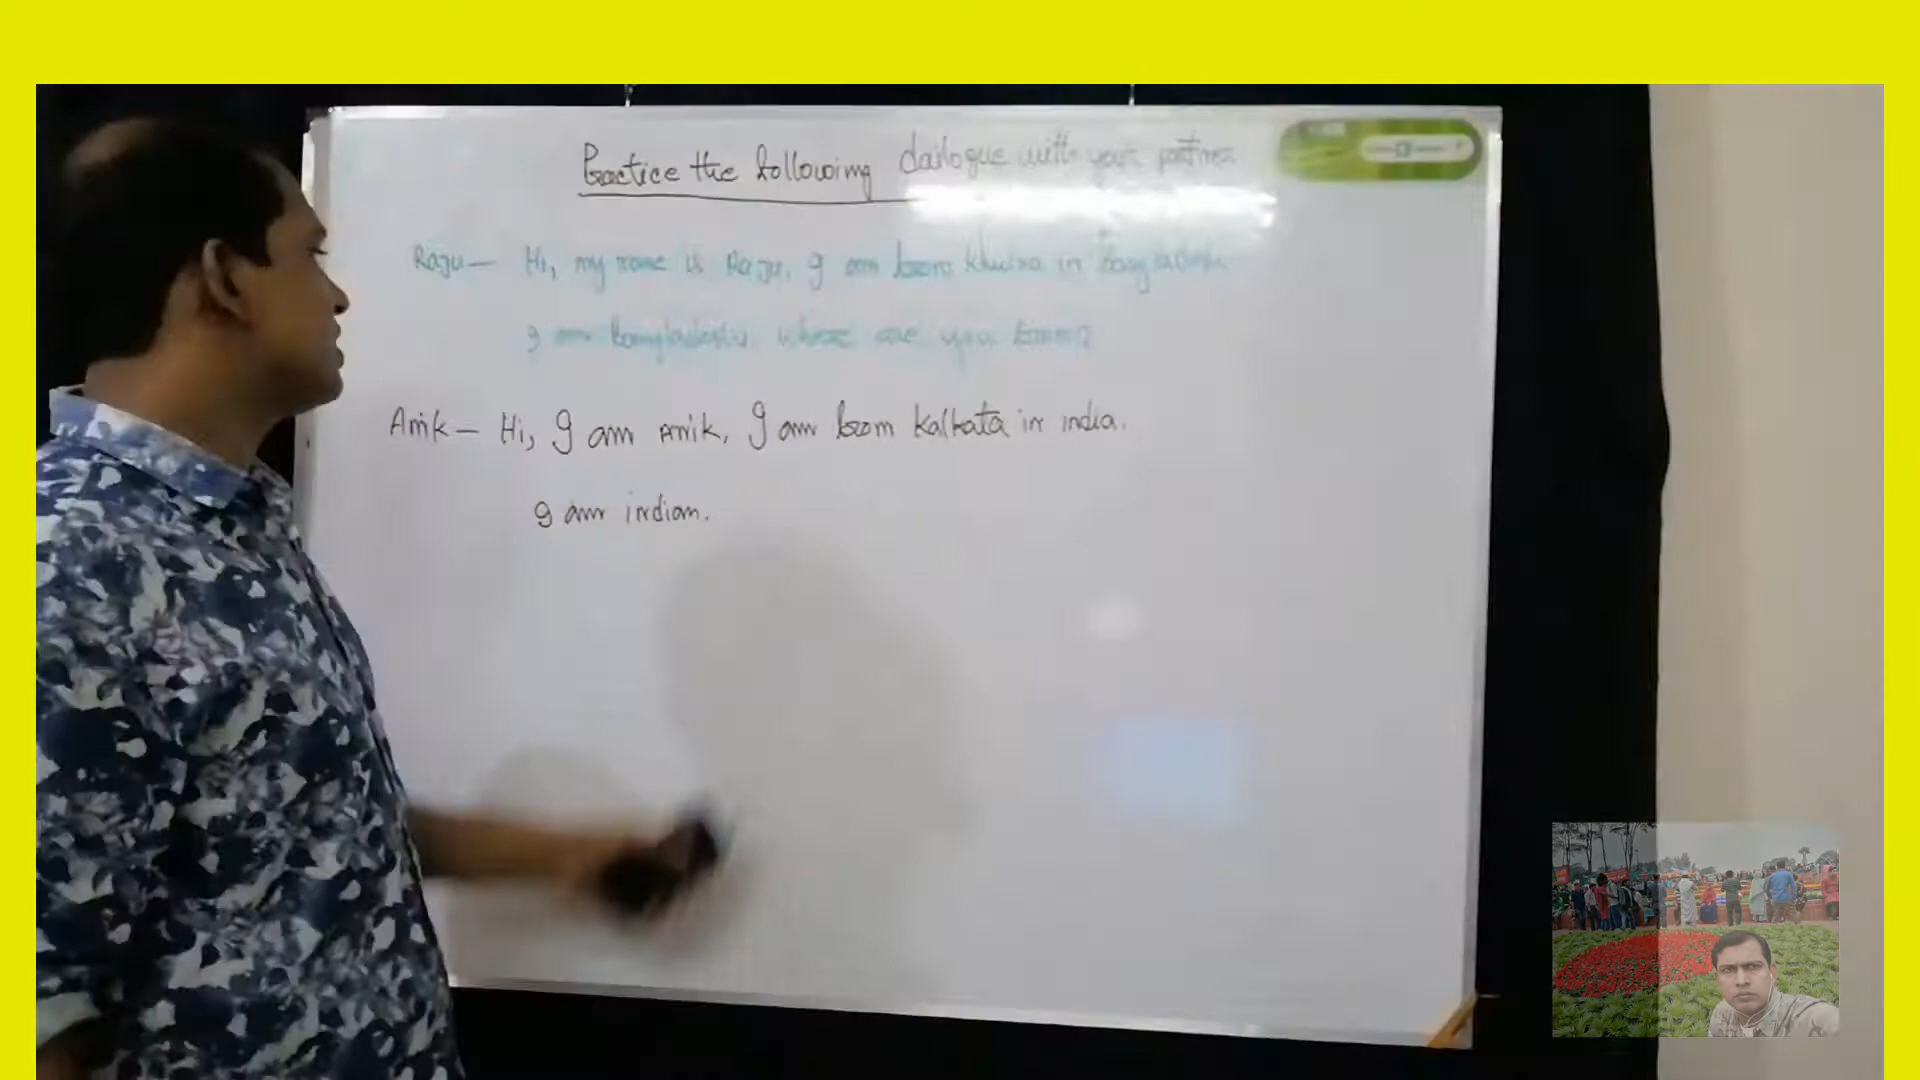 Practice the following dailogue with your partner
Raju— Hi, my name is Raju, I am from Khulna in Bangladesh
I am Bangladeshi. where are you from?
Anik— Hi, I am Anik, I am from Kalkata in india.
I am indian.